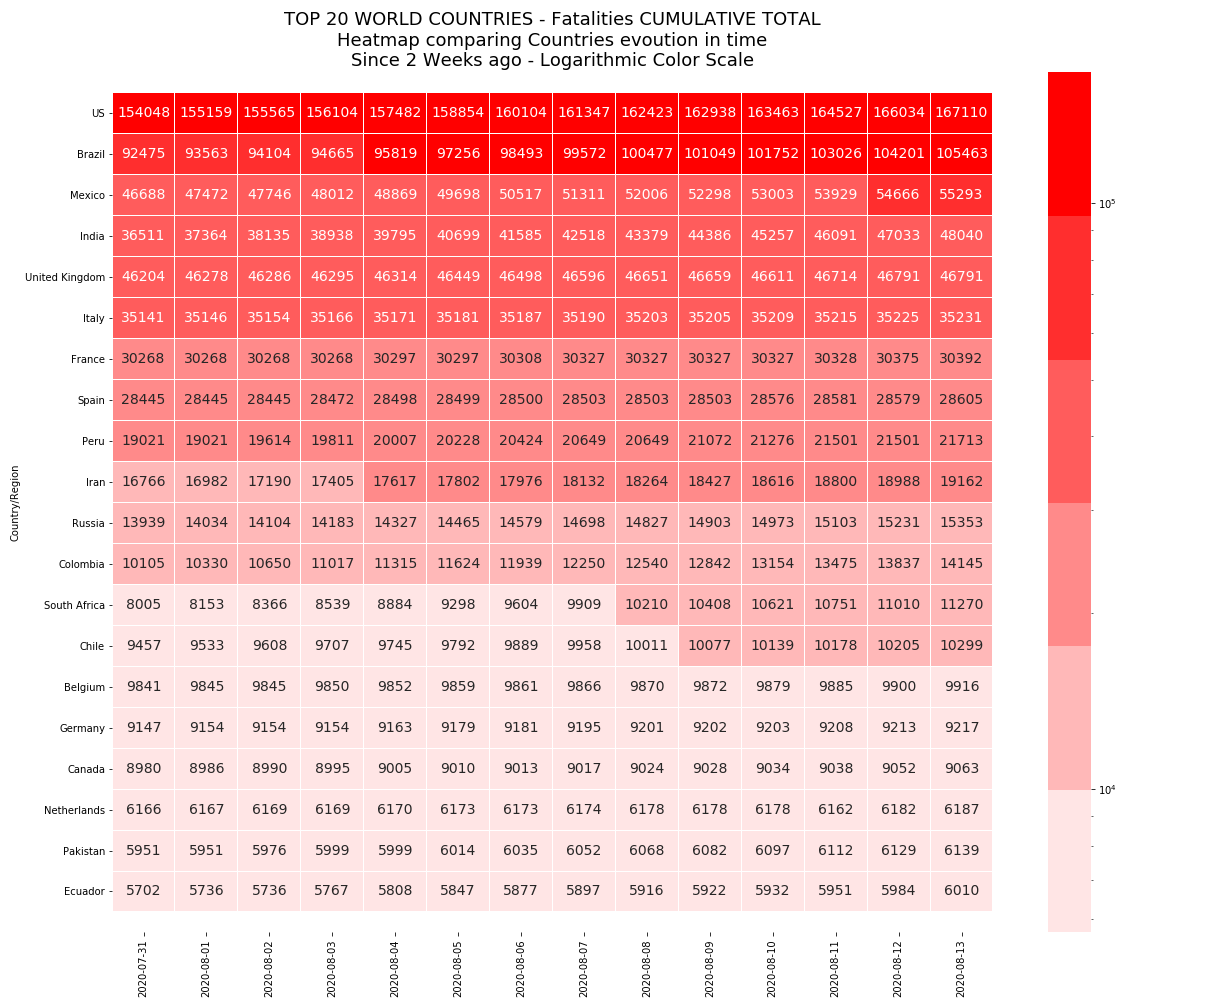 TOP 20 WORLD COUNTRIES - Fatalities CUMULATIVE TOTAL
Heatmap comparing Countries evoution in time
Since 2 Weeks ago - Logarithmic Color Scale
US 154048 155159 155565 156104 157482 158854 160104 161347 162423 162938 163463 164527 166034 167110
Brazil 92475 93563 94104 94665 95819 97256 98493 99572 100477 101049 101752 103026 104201 105463
Mexico 46688 47472 47746 48012 48869 49698 50517 51311 52006 52298 53003 53929 54666 55293
India 36511 37364 38135 38938 39795 40699 41585 42518 43379 44386 45257 46091 47033 48040
United Kingdom 46204 46278 46286 46295 46314 46449 46498 46596 46651 46659 46611 46714 46791 46791
Italy 35141 35146 35154 35166 35171 35181 35187 35190 35203 35205 35209 35215 35225 35231
France 30268 30268 30268 30268 30297 30297 30308 30327 30327 30327 30327 30328 30375 30392
Spain 28445 28445 28445 28472 28498 28499 28500 28503 28503 28503 28576 28581 28579 28605
Peru 19021 19021 19614 19811 20007 20228 20424 20649 20649 21072 21276 21501 21501 21713
Iran 16766 16982 17190 17405 17617 17802 17976 18132 18264 18427 18616 18800 18988 19162
Russia 13939 14034 14104 14183 14327 14465 14579 14698 14827 14903 14973 15103 15231 15353
Colombia 10105 10330 10650 11017 11315 11624 11939 12250 12540 12842 13154 13475 13837 14145
South Africa 8005 8153 8366 8539 8884 9298 9604 9909 10210 10408 10621 10751 11010 11270
Chile 9457 9533 9608 9707 9745 9792 9889 9958 10011 10077 10139 10178 10205 10299
Belgium 9841 9845 9845 9850 9852 9859 9861 9866 9870 9872 9879 9885 9900 9916
Germany 9147 9154 9154 9154 9163 9179 9181 9195 9201 9202 9203 9208 9213 9217
Canada 8980 8986 8990 8995 9005 9010 9013 9017 9024 9028 9034 9038 9052 9063
Netherlands 6166 6167 6169 6169 6170 6173 6173 6174 6178 6178 6178 6162 6182 6187
Pakistan 5951 5951 5976 5999 5999 6014 6035 6052 6068 6082 6097 6112 6129 6139
Ecuador 5702 5736 5736 5767 5808 5847 5877 5897 5916 5922 5932 5951 5984 6010
2020-07-31 2020-08-01 2020-08-02 2020-08-03 2020-08-04 2020-08-05 2020-08-06 2020-08-07 2020-08-08 2020-08-09 2020-08-10 2020-08-11 2020-08-12 2020-08-13
Country/Region
10⁵
10⁴